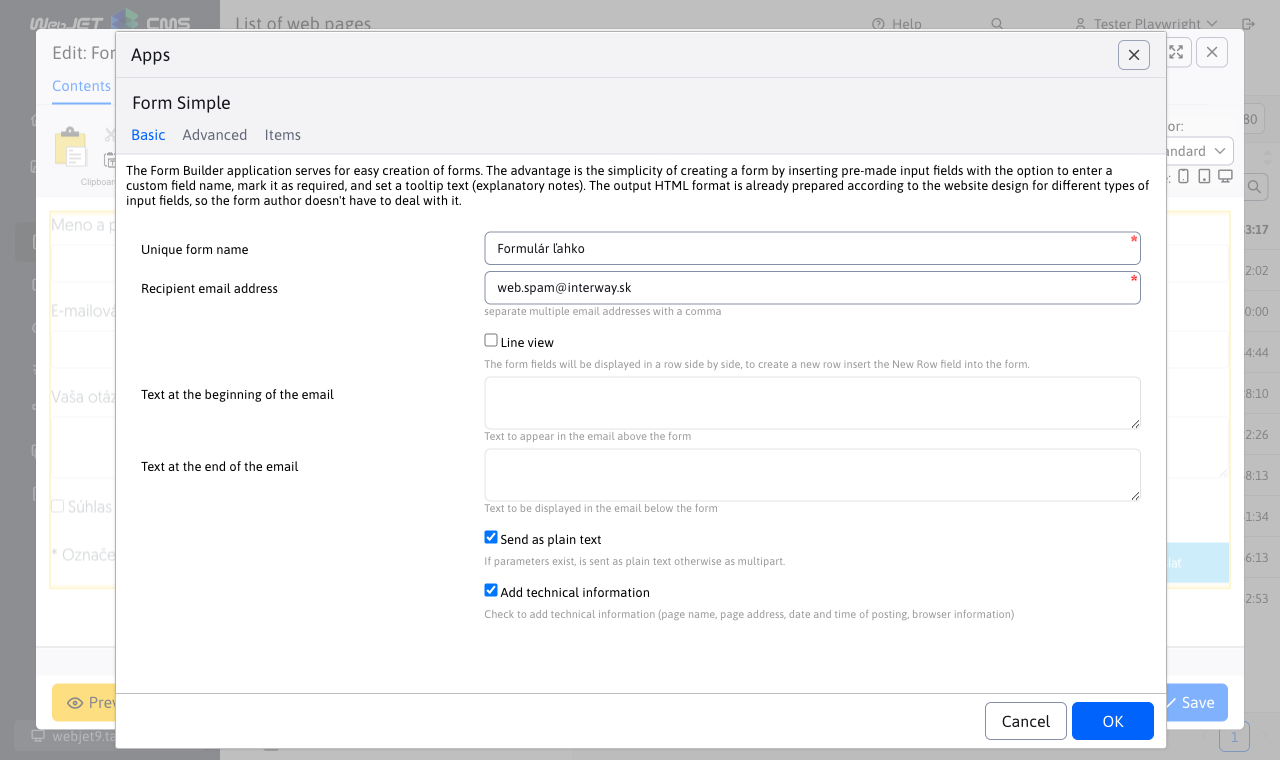 WebJET CMS
List of web pages
Help
Tester Playwright
Edit: For
Apps
Contents
Form Simple
Basic Advanced Items
The Form Builder application serves for easy creation of forms. The advantage is the simplicity of creating a form by inserting pre-made input fields with the option to enter a
custom field name, mark it as required, and set a tooltip text (explanatory notes). The output HTML format is already prepared according to the website design for different types of
input fields, so the form author doesn't have to deal with it.
Unique form name
Formulár ľahko
*
Recipient email address
web.spam@interway.sk
*
separate multiple email addresses with a comma
Line view
The form fields will be displayed in a row side by side, to create a new row insert the New Row field into the form.
Text at the beginning of the email
Text to appear in the email above the form
Text at the end of the email
Text to be displayed in the email below the form
Send as plain text
If parameters exist, is sent as plain text otherwise as multipart.
Add technical information
Check to add technical information (page name, page address, date and time of posting, browser information)
Cancel OK
Clipboar
Meno a p
E-mailová
Vaša otáz
Súhlas
* Označe
Prev
webjet9.ta
or:
andard
80
3:17
2:02
0:00
4:44
8:10
2:26
8:13
1:34
6:13
2:53
lať
Save
1